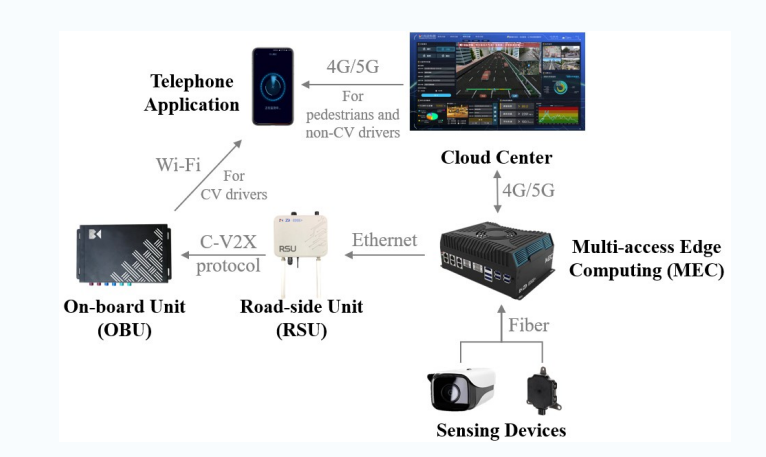 Telephone
Application
4G/5G
For
pedestrians and
non-CV drivers
Cloud Center
Wi-Fi
For
CV drivers
4G/5G
C-V2X
protocol
RSU
Ethernet
MEC
Multi-access Edge
Computing (MEC)
On-board Unit
(OBU)
Road-side Unit
(RSU)
Fiber
Sensing Devices